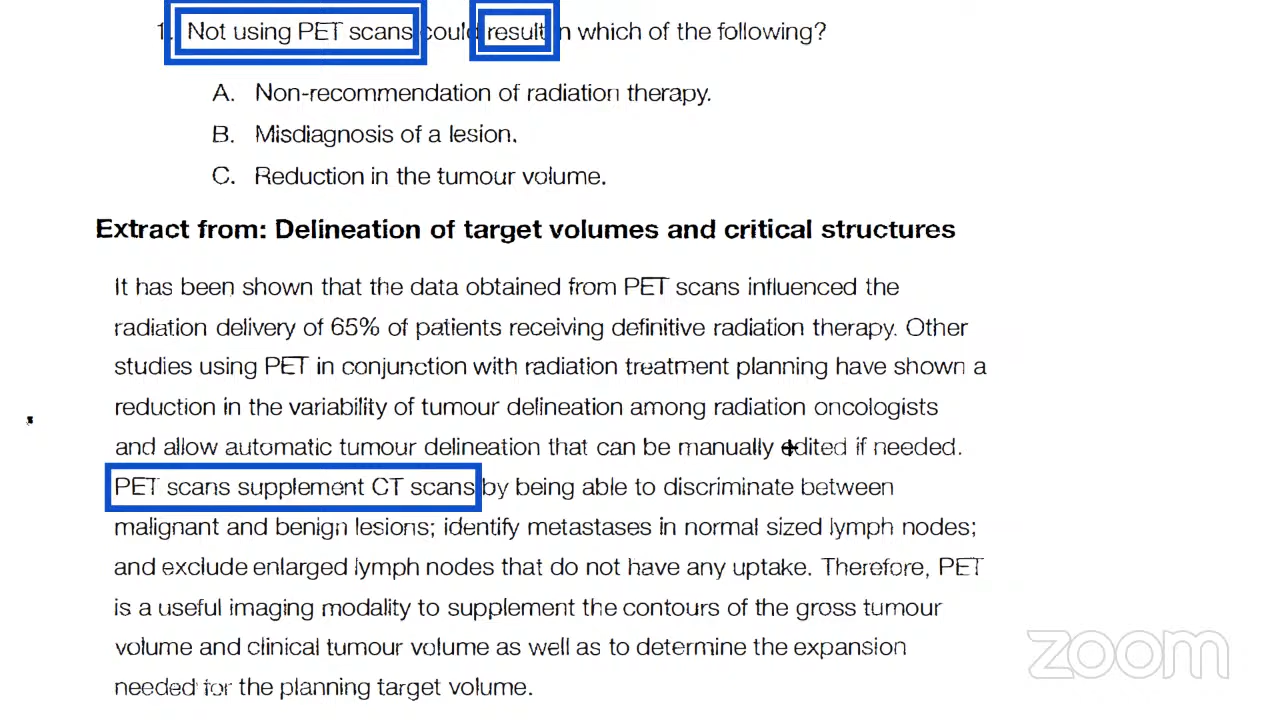 1. Not using PET scans could result in which of the following?
A. Non-recommendation of radiation therapy.
B. Misdiagnosis of a lesion.
C. Reduction in the tumour volume.
Extract from: Delineation of target volumes and critical structures
It has been shown that the data obtained from PET scans influenced the
radiation delivery of 65% of patients receiving definitive radiation therapy. Other
studies using PET in conjunction with radiation treatment planning have shown a
reduction in the variability of tumour delineation among radiation oncologists
and allow automatic tumour delineation that can be manually edited if needed.
PET scans supplement CT scans by being able to discriminate between
malignant and benign lesions; identify metastases in normal sized lymph nodes;
and exclude enlarged lymph nodes that do not have any uptake. Therefore, PET
is a useful imaging modality to supplement the contours of the gross tumour
volume and clinical tumour volume as well as to determine the expansion
needed for the planning target volume.
zoom